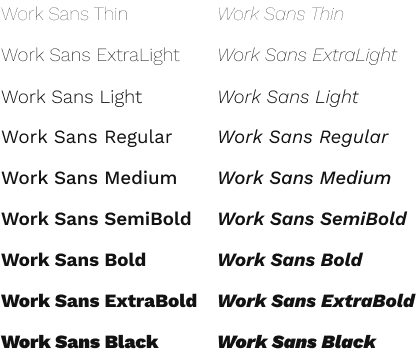 Work Sans Thin Work Sans Thin
Work Sans ExtraLight Work Sans ExtraLight
Work Sans Light Work Sans Light
Work Sans Regular Work Sans Regular
Work Sans Medium Work Sans Medium
Work Sans SemiBold Work Sans SemiBold
Work Sans Bold Work Sans Bold
Work Sans ExtraBold Work Sans ExtraBold
Work Sans Black Work Sans Black